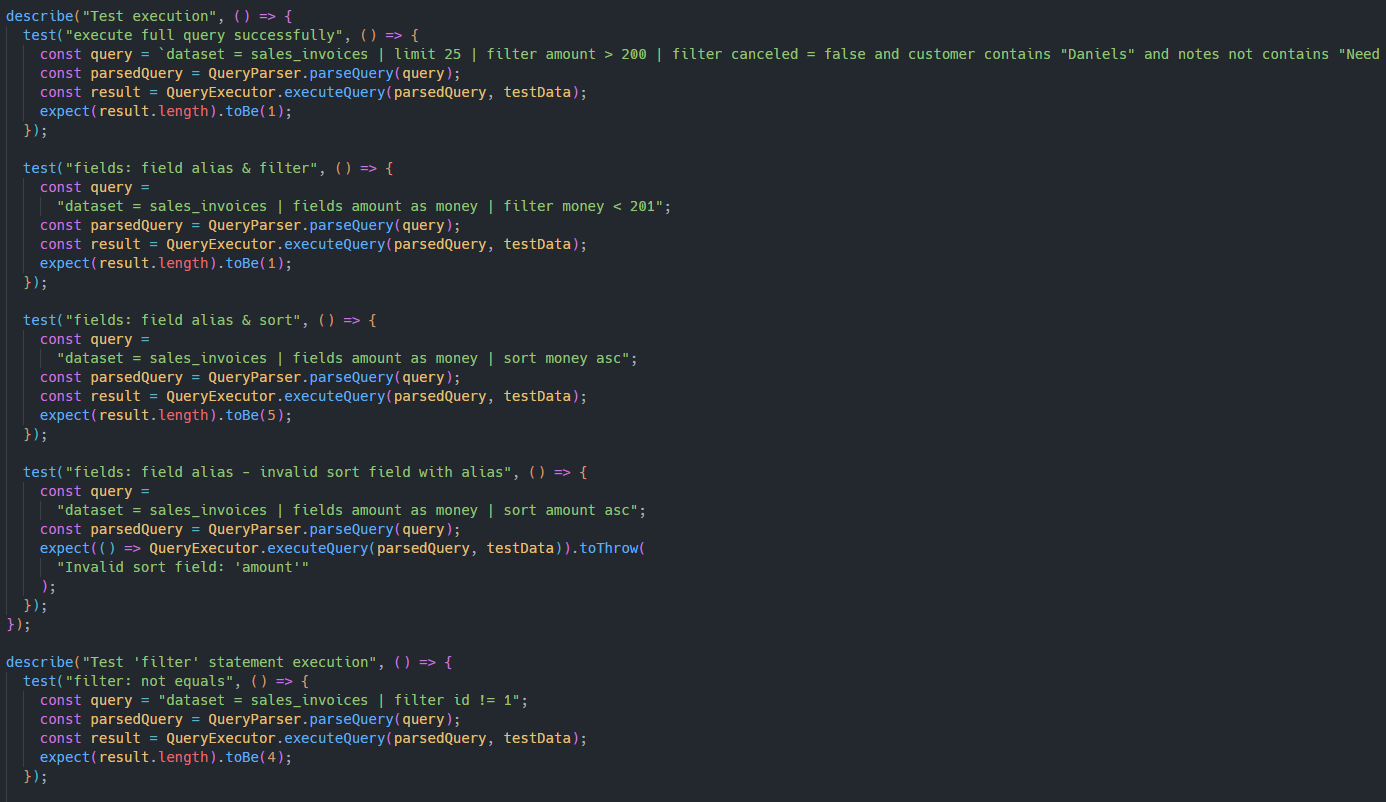 describe("Test execution", () => {
  test("execute full query successfully", () => {
    const query = `dataset = sales_invoices | limit 25 | filter amount > 200 | filter canceled = false and customer contains "Daniels" and notes not contains "Need
    const parsedQuery = QueryParser.parseQuery(query);
    const result = QueryExecutor.executeQuery(parsedQuery, testData);
    expect(result.length).toBe(1);
  });

  test("fields: field alias & filter", () => {
    const query =
      "dataset = sales_invoices | fields amount as money | filter money < 201";
    const parsedQuery = QueryParser.parseQuery(query);
    const result = QueryExecutor.executeQuery(parsedQuery, testData);
    expect(result.length).toBe(1);
  });

  test("fields: field alias & sort", () => {
    const query =
      "dataset = sales_invoices | fields amount as money | sort money asc";
    const parsedQuery = QueryParser.parseQuery(query);
    const result = QueryExecutor.executeQuery(parsedQuery, testData);
    expect(result.length).toBe(5);
  });

  test("fields: field alias - invalid sort field with alias", () => {
    const query =
      "dataset = sales_invoices | fields amount as money | sort amount asc";
    const parsedQuery = QueryParser.parseQuery(query);
    expect(() => QueryExecutor.executeQuery(parsedQuery, testData)).toThrow(
      "Invalid sort field: 'amount'"
    );
  });
});

describe("Test 'filter' statement execution", () => {
  test("filter: not equals", () => {
    const query = "dataset = sales_invoices | filter id != 1";
    const parsedQuery = QueryParser.parseQuery(query);
    const result = QueryExecutor.executeQuery(parsedQuery, testData);
    expect(result.length).toBe(4);
  });